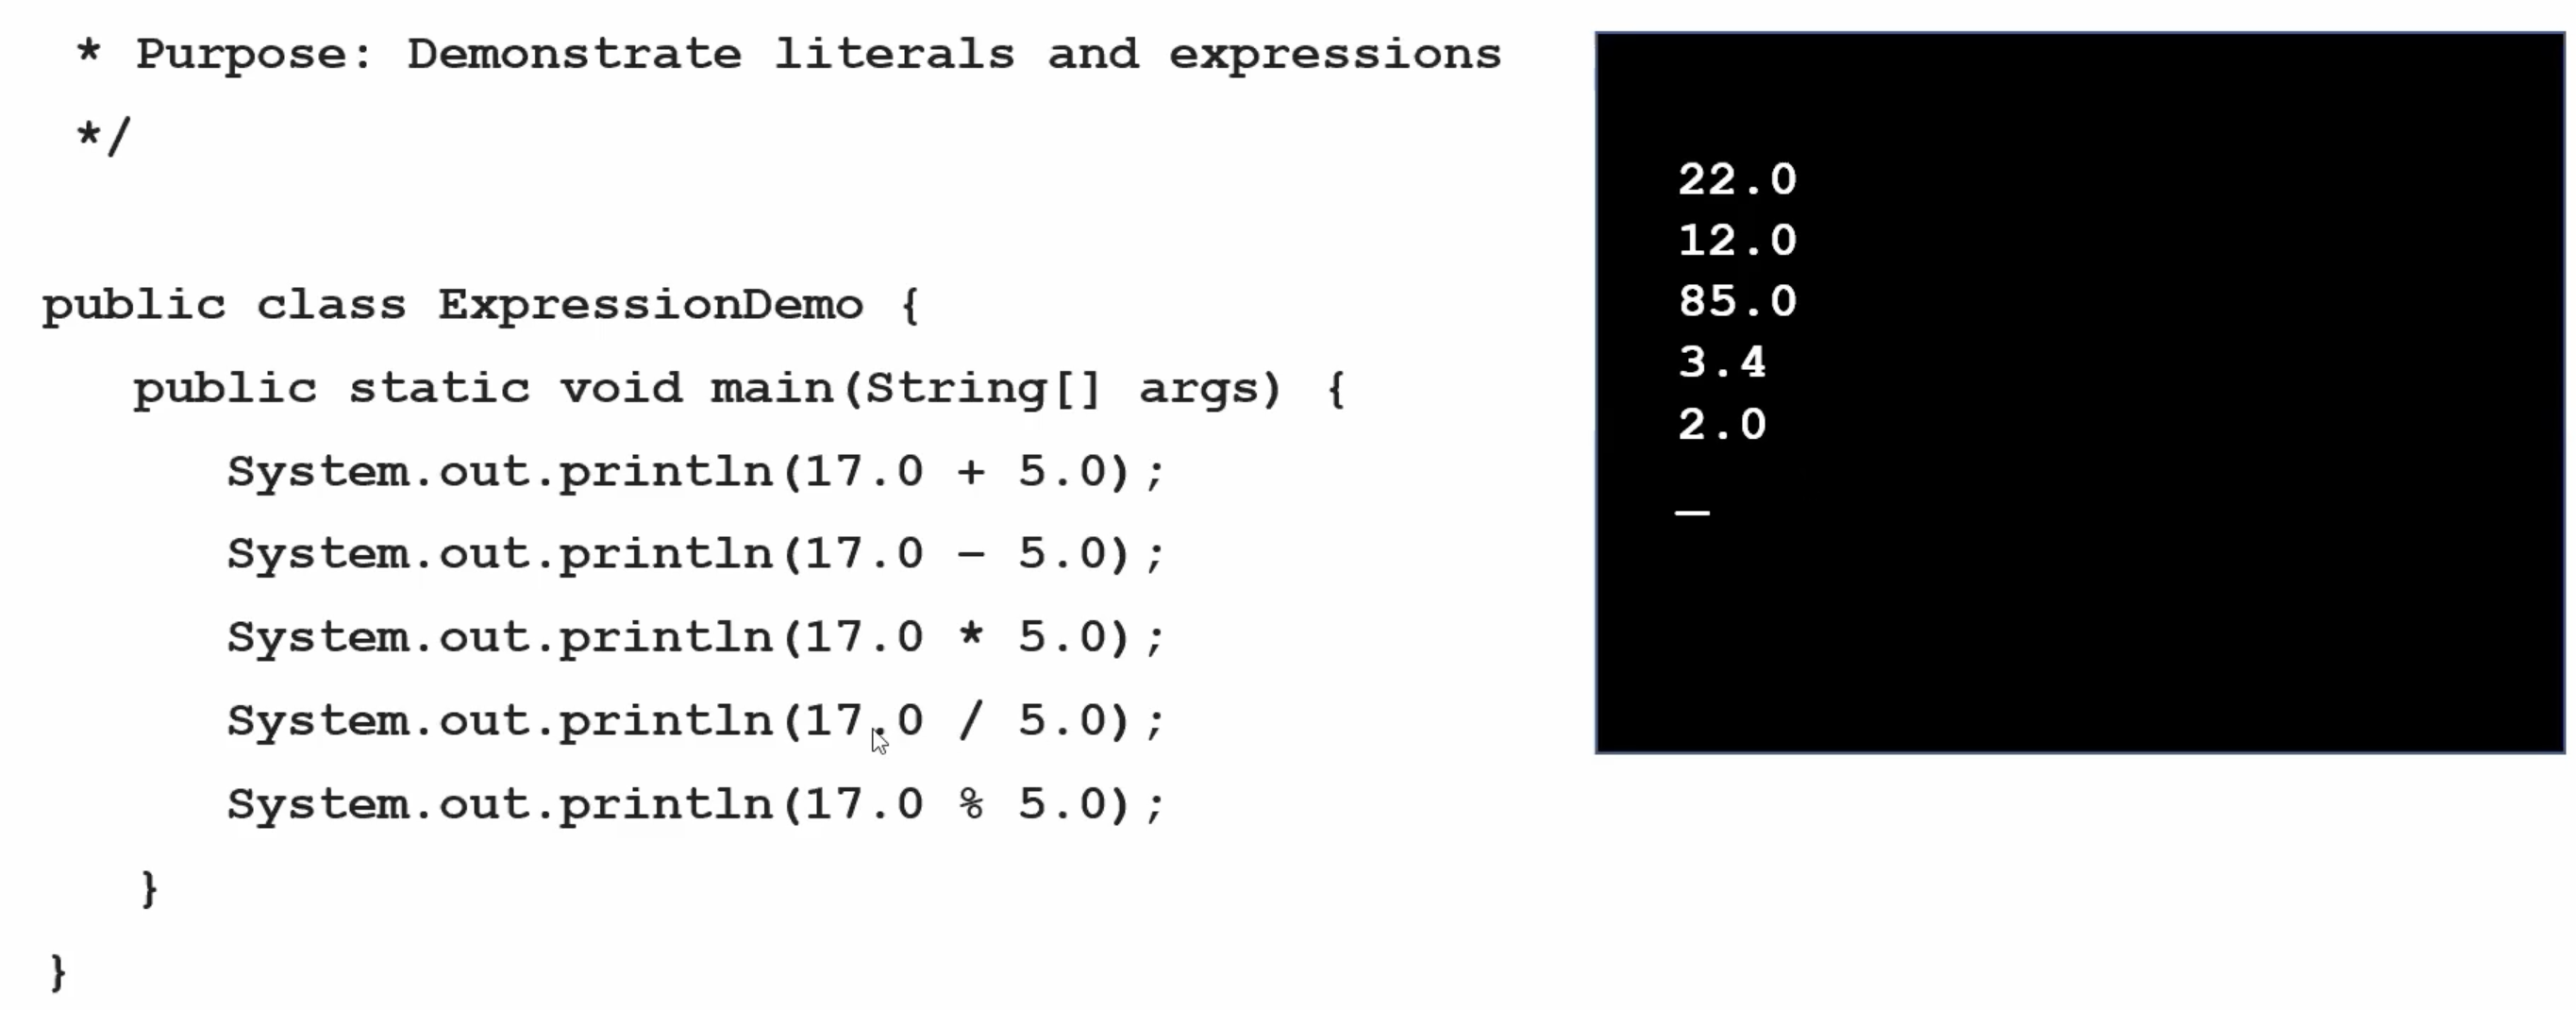 * Purpose: Demonstrate literals and expressions
*/
public class ExpressionDemo {
public static void main(String[] args) {
System.out.println(17.0 + 5.0);
System.out.println(17.0 – 5.0);
System.out.println(17.0 * 5.0);
System.out.println(17.0 / 5.0);
System.out.println(17.0 % 5.0);
}
}
22.0
12.0
85.0
3.4
2.0
_